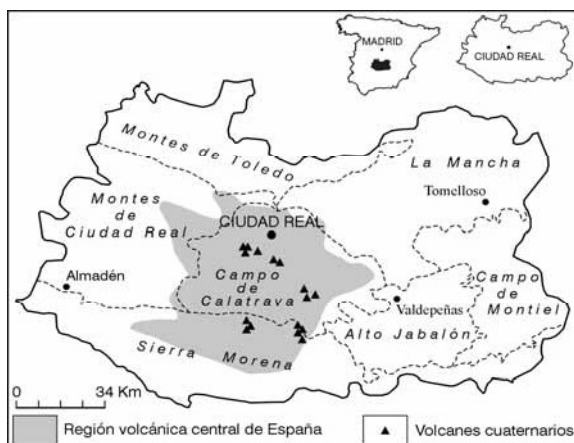 MADRID
CIUDAD REAL
Montes de Toledo
La Mancha
Tomelloso
Montes
de
Ciudad Real
CIUDAD REAL
Almadén
Campo
de
Calatrava
Valdepeñas
Campo
de
Montiel
Alto Jabalón
Sierra Morena
0 34 Km
Región volcánica central de España
Volcanes cuaternarios